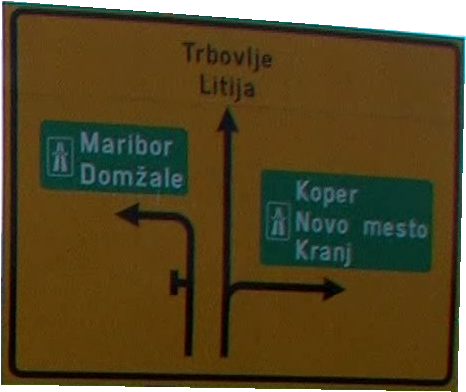 Trbovlje
Litija
Maribor
Domžale
Koper
Novo mesto
Kranj